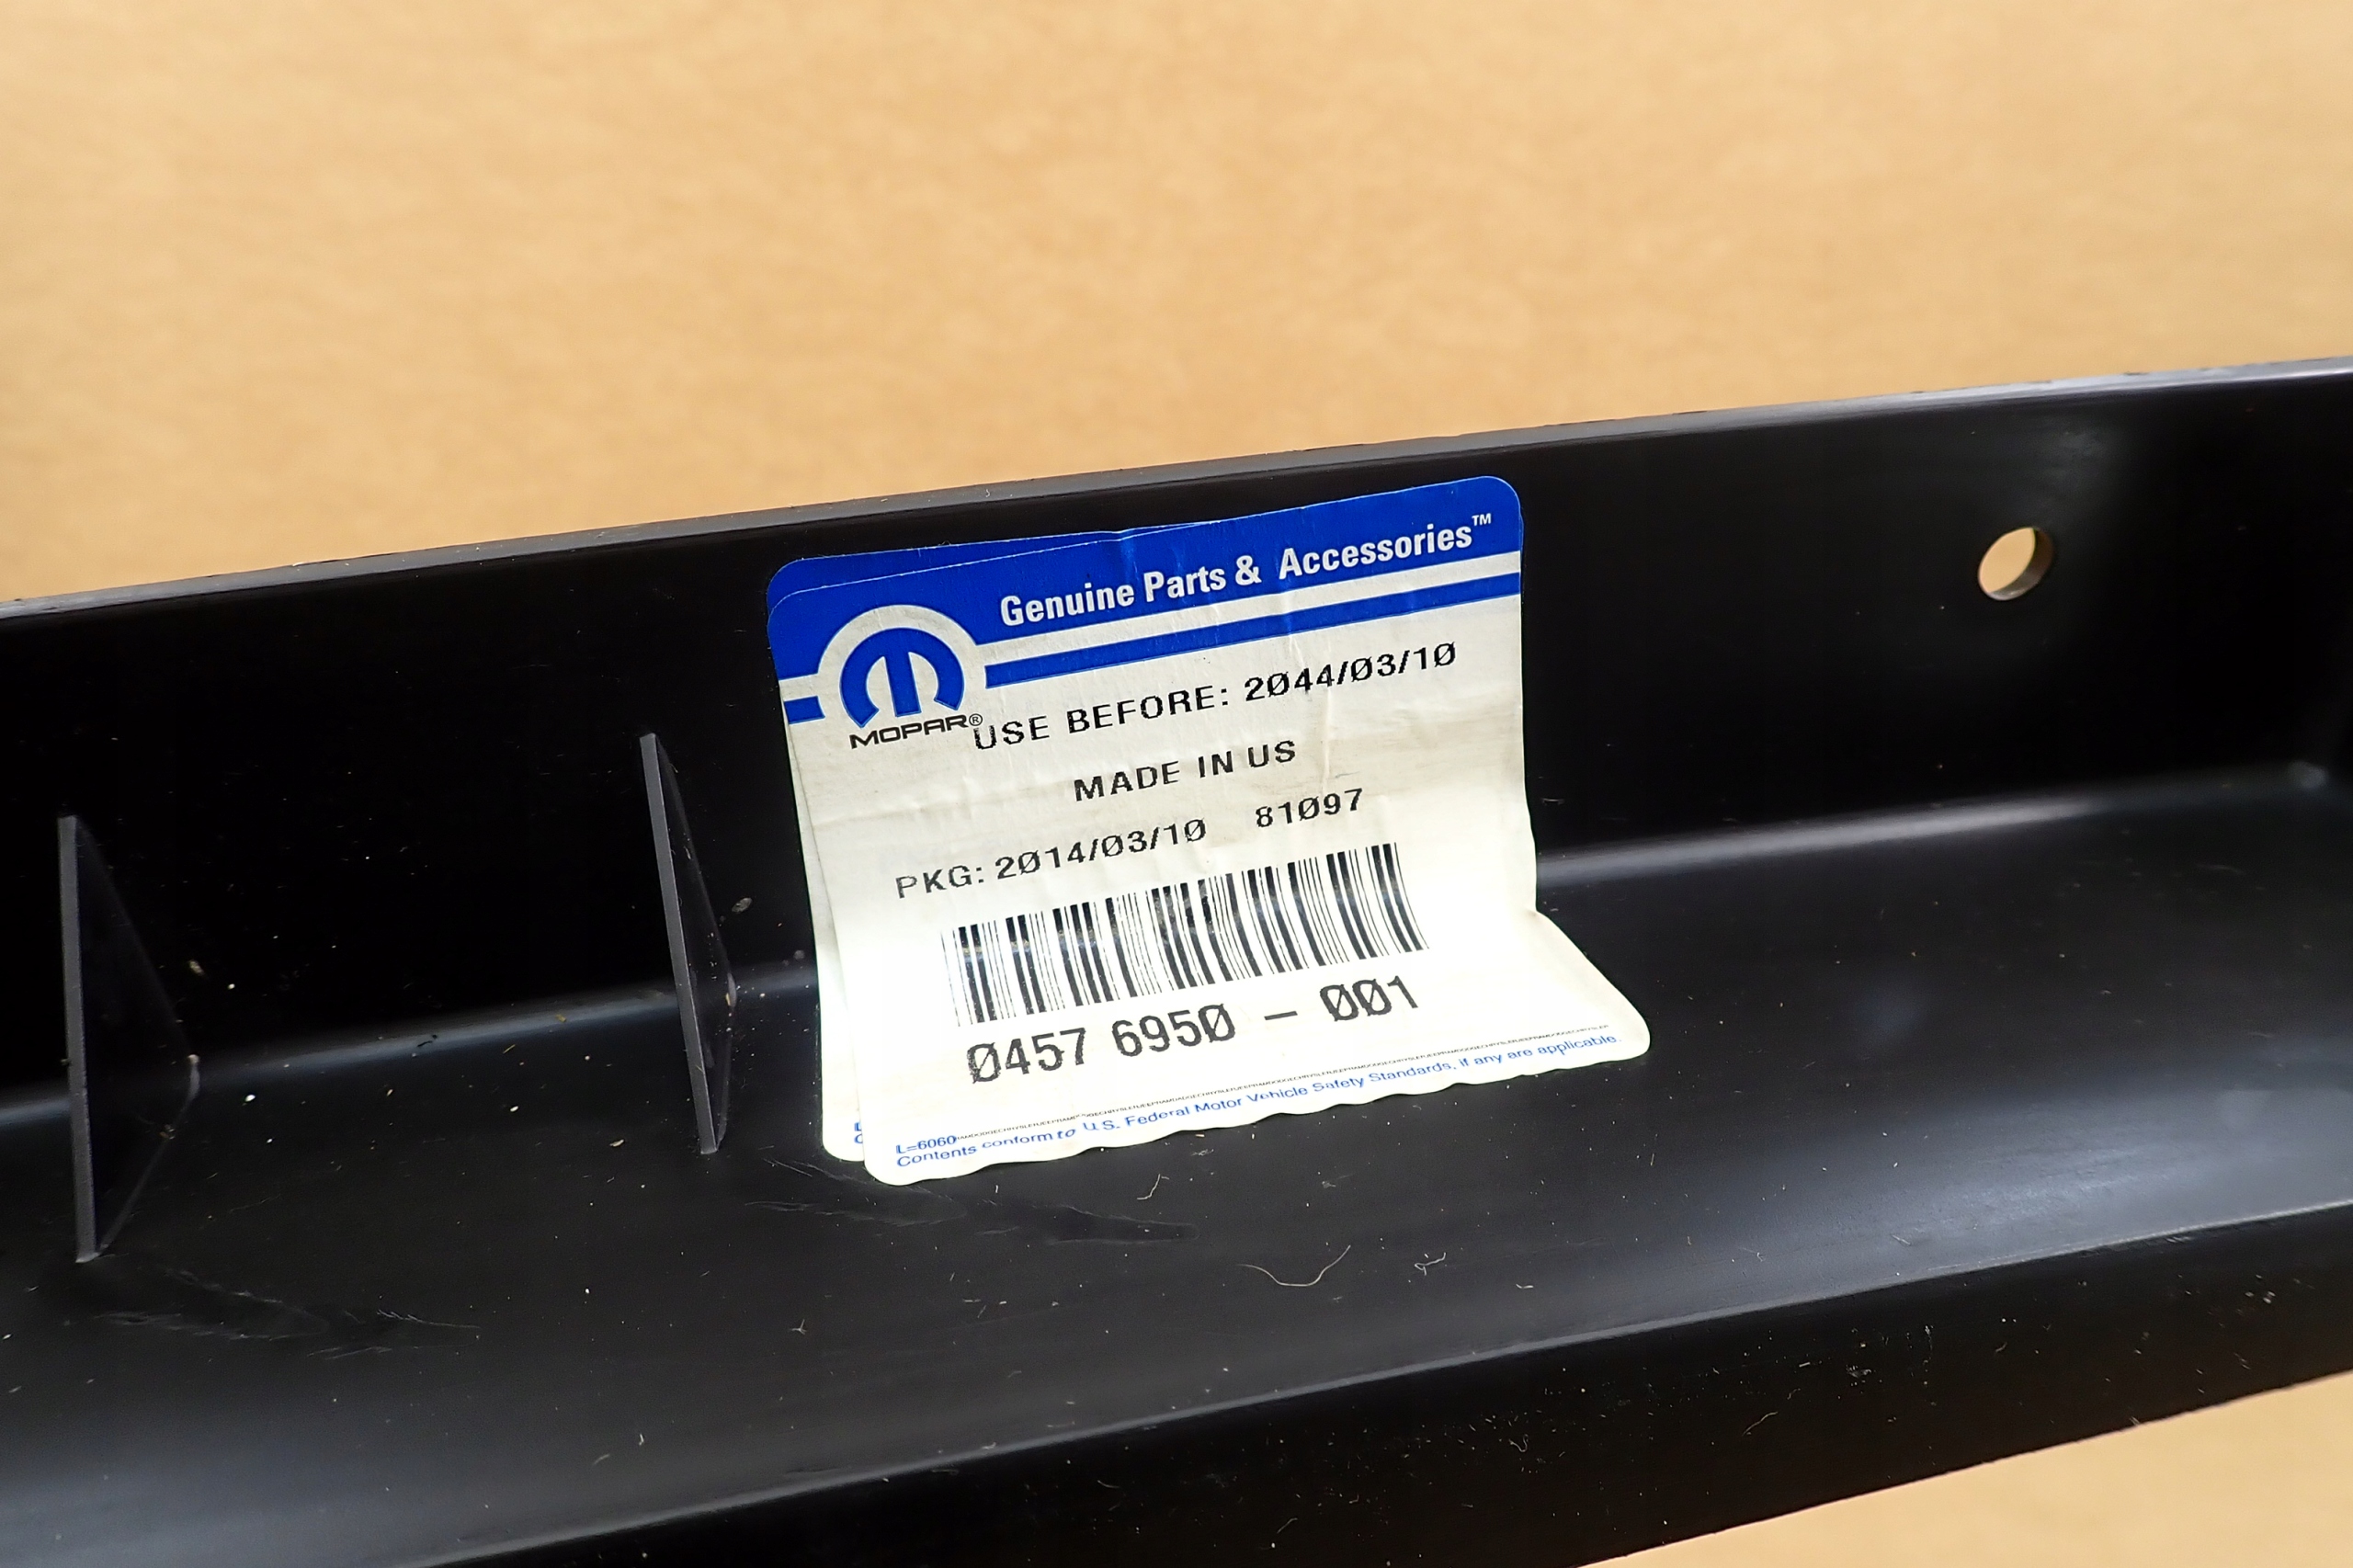 Genuine Parts & Accessories™
MOPAR®
USE BEFORE: 2044/03/10
MADE IN US
PKG: 2014/03/10 81097
0457 6950 - 001
L=6060
Contents conform to U.S. Federal Motor Vehicle Safety Standards, if any are applicable.